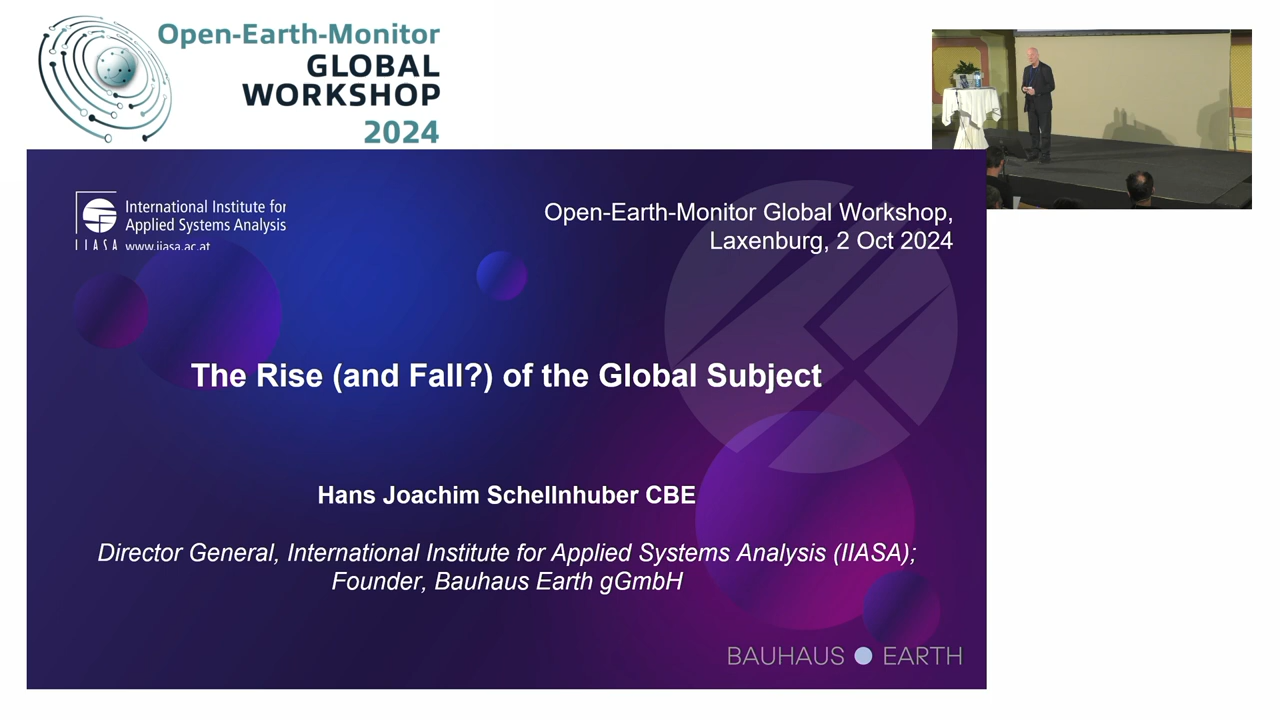 Open-Earth-Monitor
GLOBAL
WORKSHOP
2024
International Institute for
Applied Systems Analysis
IIASA www.iiasa.ac.at
Open-Earth-Monitor Global Workshop,
Laxenburg, 2 Oct 2024
The Rise (and Fall?) of the Global Subject
Hans Joachim Schellnhuber CBE
Director General, International Institute for Applied Systems Analysis (IIASA);
Founder, Bauhaus Earth gGmbH
BAUHAUS EARTH